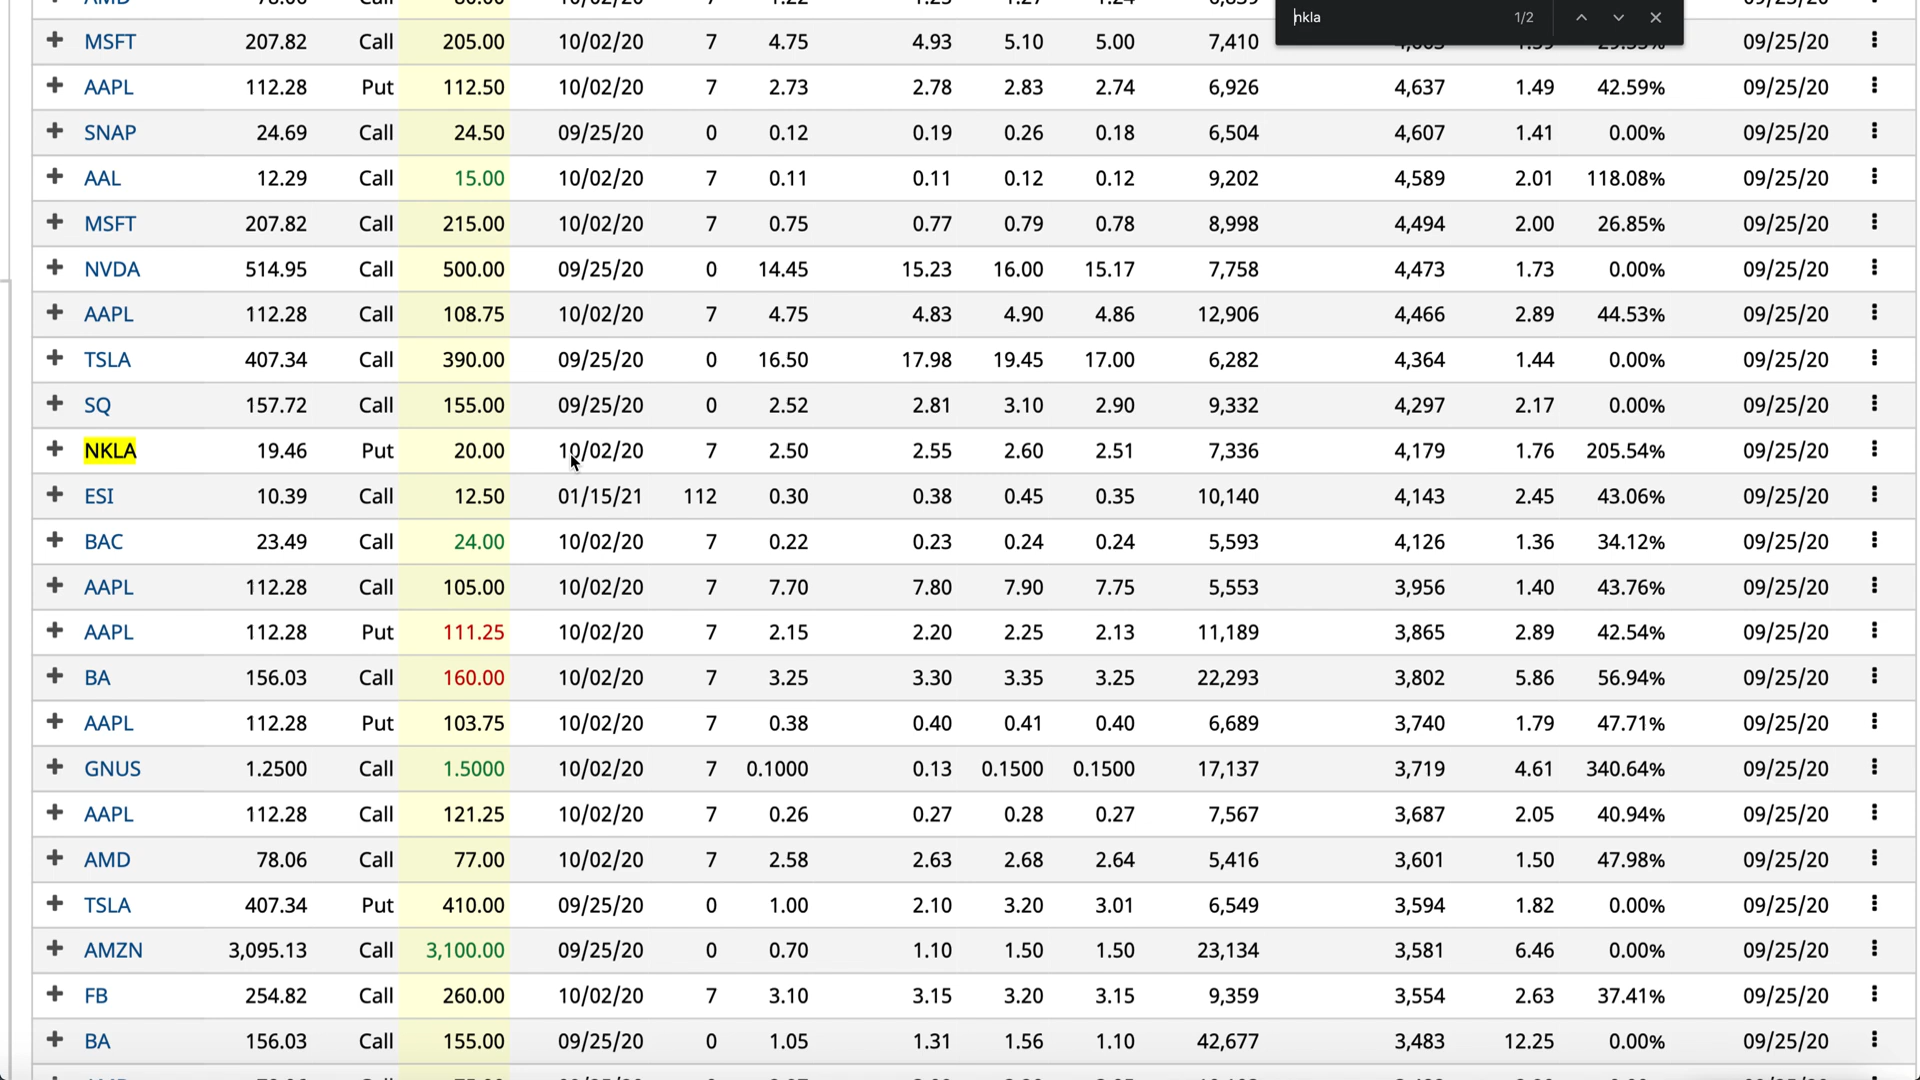 nkla 1/2
MSFT 207.82 Call 205.00 10/02/20 7 4.75 4.93 5.10 5.00 7,410 09/25/20
AAPL 112.28 Put 112.50 10/02/20 7 2.73 2.78 2.83 2.74 6,926 4,637 1.49 42.59% 09/25/20
SNAP 24.69 Call 24.50 09/25/20 0 0.12 0.19 0.26 0.18 6,504 4,607 1.41 0.00% 09/25/20
AAL 12.29 Call 15.00 10/02/20 7 0.11 0.11 0.12 0.12 9,202 4,589 2.01 118.08% 09/25/20
MSFT 207.82 Call 215.00 10/02/20 7 0.75 0.77 0.79 0.78 8,998 4,494 2.00 26.85% 09/25/20
NVDA 514.95 Call 500.00 09/25/20 0 14.45 15.23 16.00 15.17 7,758 4,473 1.73 0.00% 09/25/20
AAPL 112.28 Call 108.75 10/02/20 7 4.75 4.83 4.90 4.86 12,906 4,466 2.89 44.53% 09/25/20
TSLA 407.34 Call 390.00 09/25/20 0 16.50 17.98 19.45 17.00 6,282 4,364 1.44 0.00% 09/25/20
SQ 157.72 Call 155.00 09/25/20 0 2.52 2.81 3.10 2.90 9,332 4,297 2.17 0.00% 09/25/20
NKLA 19.46 Put 20.00 10/02/20 7 2.50 2.55 2.60 2.51 7,336 4,179 1.76 205.54% 09/25/20
ESI 10.39 Call 12.50 01/15/21 112 0.30 0.38 0.45 0.35 10,140 4,143 2.45 43.06% 09/25/20
BAC 23.49 Call 24.00 10/02/20 7 0.22 0.23 0.24 0.24 5,593 4,126 1.36 34.12% 09/25/20
AAPL 112.28 Call 105.00 10/02/20 7 7.70 7.80 7.90 7.75 5,553 3,956 1.40 43.76% 09/25/20
AAPL 112.28 Put 111.25 10/02/20 7 2.15 2.20 2.25 2.13 11,189 3,865 2.89 42.54% 09/25/20
BA 156.03 Call 160.00 10/02/20 7 3.25 3.30 3.35 3.25 22,293 3,802 5.86 56.94% 09/25/20
AAPL 112.28 Put 103.75 10/02/20 7 0.38 0.40 0.41 0.40 6,689 3,740 1.79 47.71% 09/25/20
GNUS 1.2500 Call 1.5000 10/02/20 7 0.1000 0.13 0.1500 0.1500 17,137 3,719 4.61 340.64% 09/25/20
AAPL 112.28 Call 121.25 10/02/20 7 0.26 0.27 0.28 0.27 7,567 3,687 2.05 40.94% 09/25/20
AMD 78.06 Call 77.00 10/02/20 7 2.58 2.63 2.68 2.64 5,416 3,601 1.50 47.98% 09/25/20
TSLA 407.34 Put 410.00 09/25/20 0 1.00 2.10 3.20 3.01 6,549 3,594 1.82 0.00% 09/25/20
AMZN 3,095.13 Call 3,100.00 09/25/20 0 0.70 1.10 1.50 1.50 23,134 3,581 6.46 0.00% 09/25/20
FB 254.82 Call 260.00 10/02/20 7 3.10 3.15 3.20 3.15 9,359 3,554 2.63 37.41% 09/25/20
BA 156.03 Call 155.00 09/25/20 0 1.05 1.31 1.56 1.10 42,677 3,483 12.25 0.00% 09/25/20